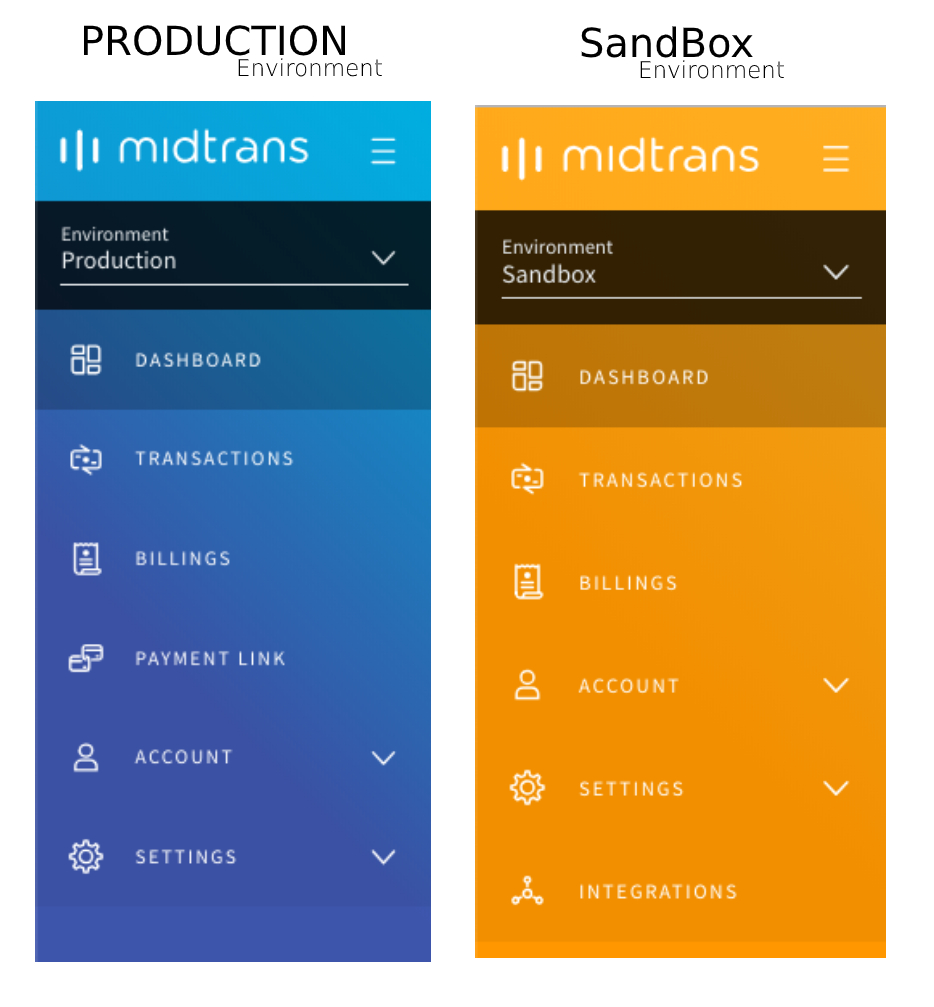 PRODUCTION
Environment
midtrans
Environment
Production
DASHBOARD
TRANSACTIONS
BILLINGS
PAYMENT LINK
ACCOUNT
SETTINGS
SandBox
Environment
midtrans
Environment
Sandbox
DASHBOARD
TRANSACTIONS
BILLINGS
ACCOUNT
SETTINGS
INTEGRATIONS